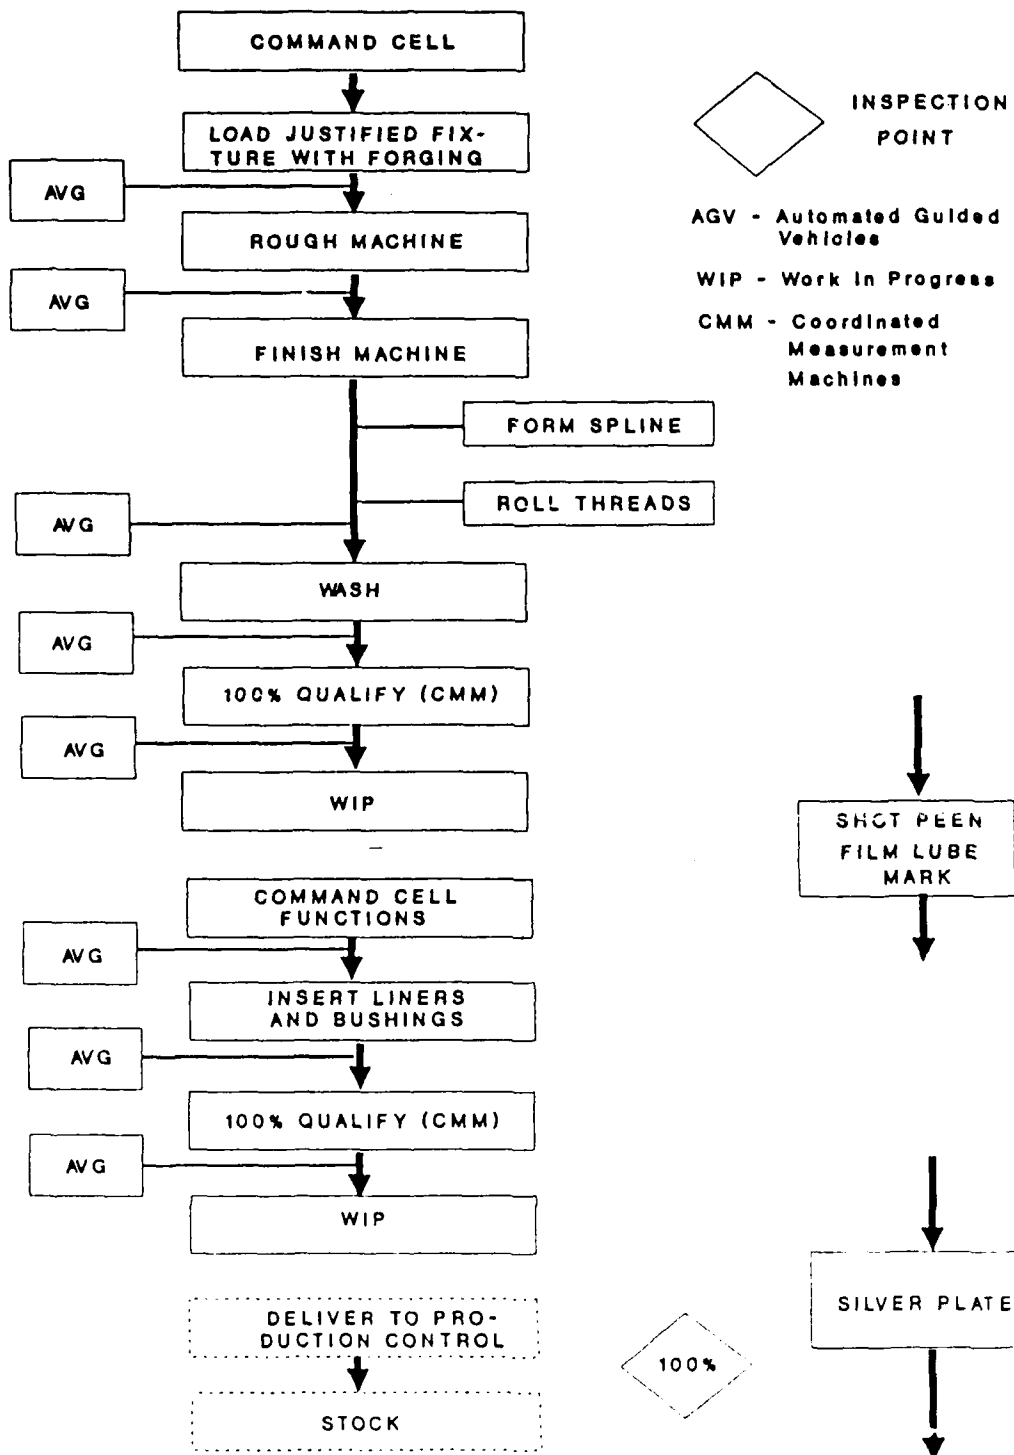 COMMAND CELL
LOAD JUSTIFIED FIX-
TURE WITH FORGING
AVG
ROUGH MACHINE
AVG
FINISH MACHINE
FORM SPLINE
ROLL THREADS
AVG
WASH
AVG
100% QUALIFY (CMM)
AVG
WIP
COMMAND CELL
FUNCTIONS
AVG
INSERT LINERS
AND BUSHINGS
AVG
100% QUALIFY (CMM)
AVG
WIP
DELIVER TO PRO-
DUCTION CONTROL
STOCK
INSPECTION
POINT
AGV - Automated Guided
Vehicles
WIP - Work In Progress
CMM - Coordinated
Measurement
Machines
SHOT PEEN
FILM LUBE
MARK
SILVER PLATE
100%